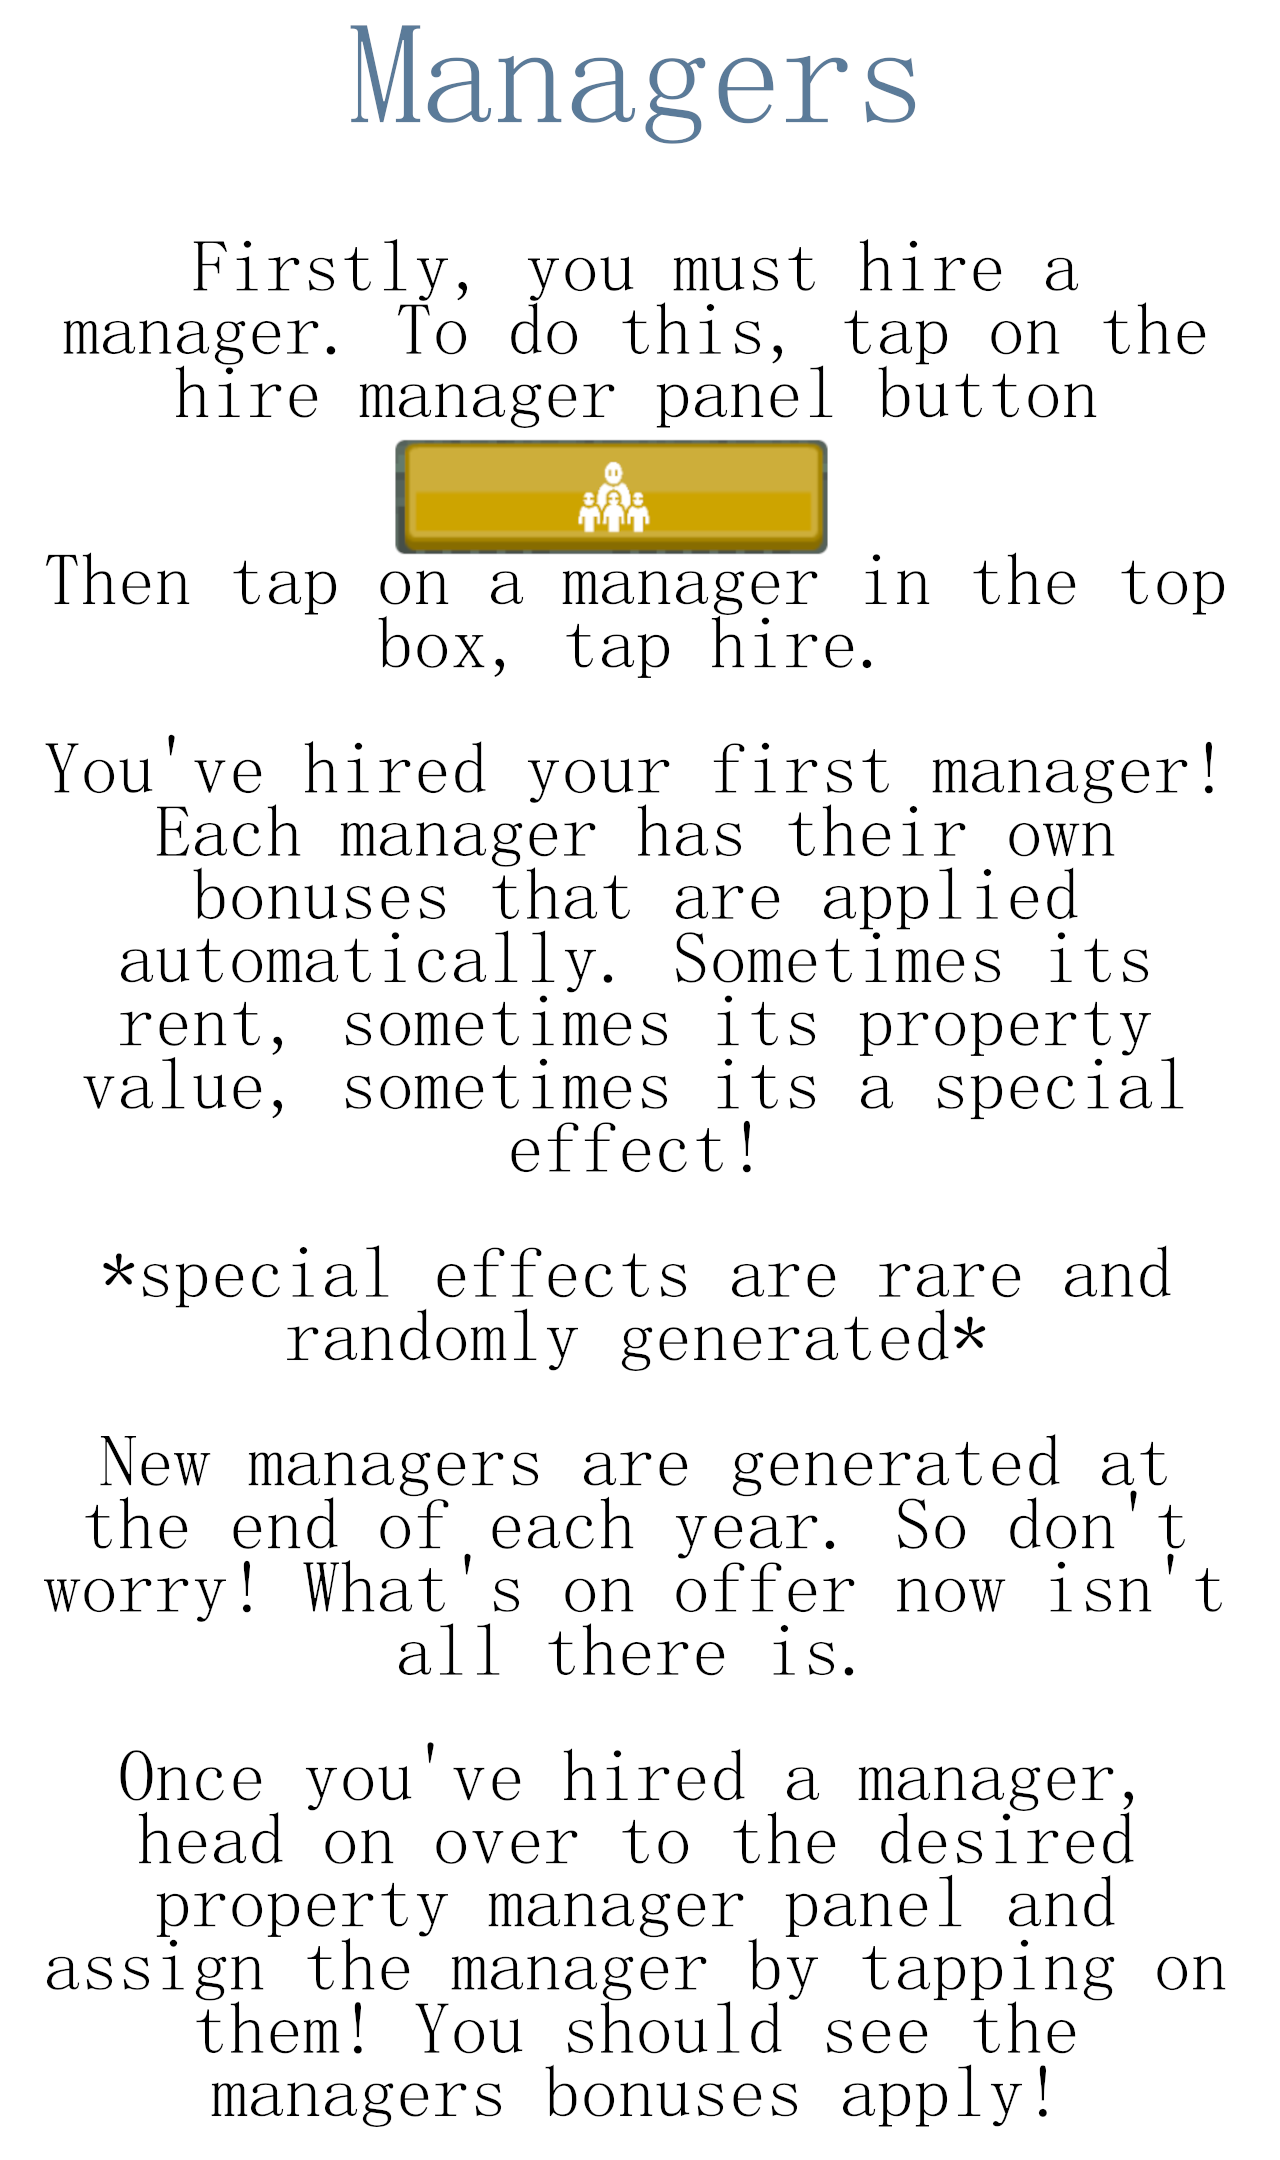 Managers
Firstly, you must hire a
manager. To do this, tap on the
hire manager panel button
Then tap on a manager in the top
box, tap hire.
You've hired your first manager!
Each manager has their own
bonuses that are applied
automatically. Sometimes its
rent, sometimes its property
value, sometimes its a special
effect!
*special effects are rare and
randomly generated*
New managers are generated at
the end of each year. So don't
worry! What's on offer now isn't
all there is.
Once you've hired a manager,
head on over to the desired
property manager panel and
assign the manager by tapping on
them! You should see the
managers bonuses apply!